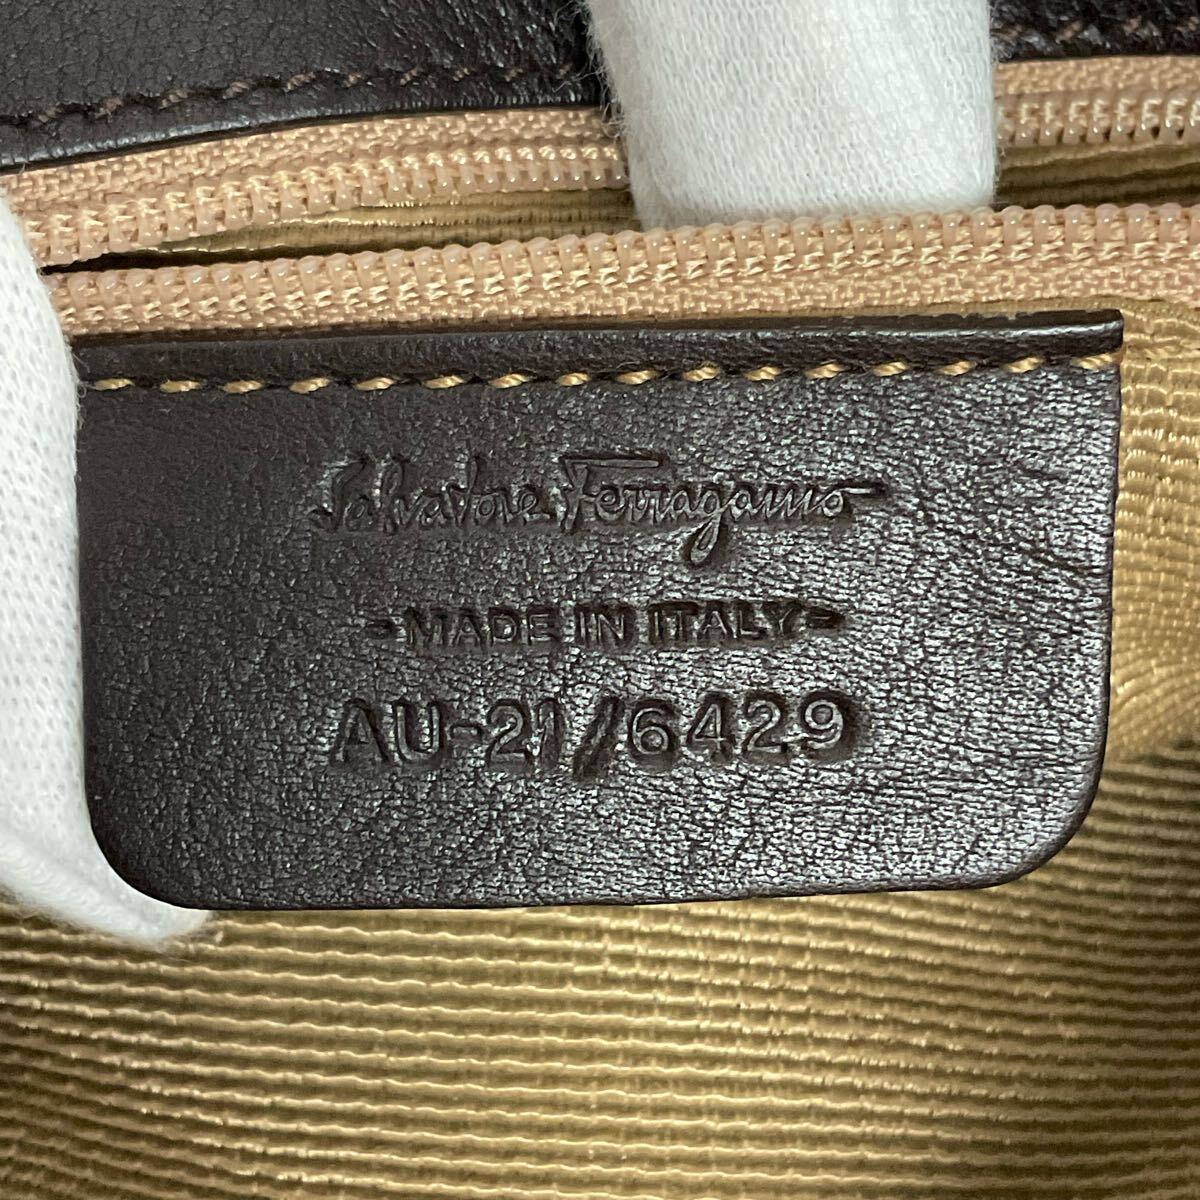 Salvatore Ferragamo
-MADE IN ITALY-
AU-21/6429